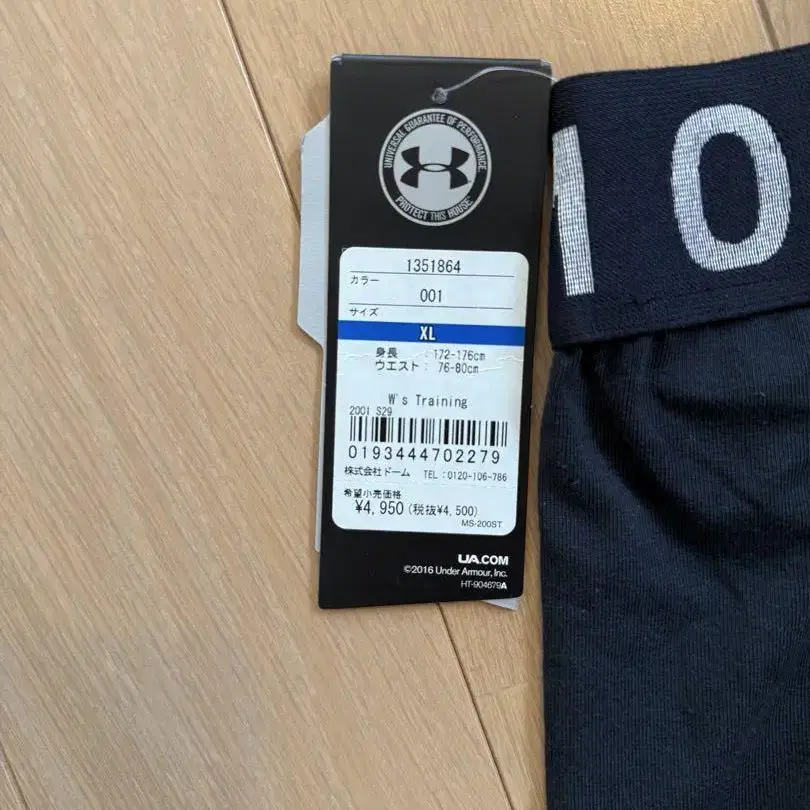 UNIVERSAL GUARANTEE OF PERFORMANCE
PROTECT THIS HOUSE
1351864
カラー
001
サイズ
XL
身長 :172-176cm
ウエスト: 76-80cm
W's Training
2001 S29
0193444702279
株式会社ドーム TEL:0120-106-786
希望小売価格
¥4,950(税抜¥4,500)
MS-200ST
UA.COM
©2016 Under Armour, Inc.
HT-904679A
O